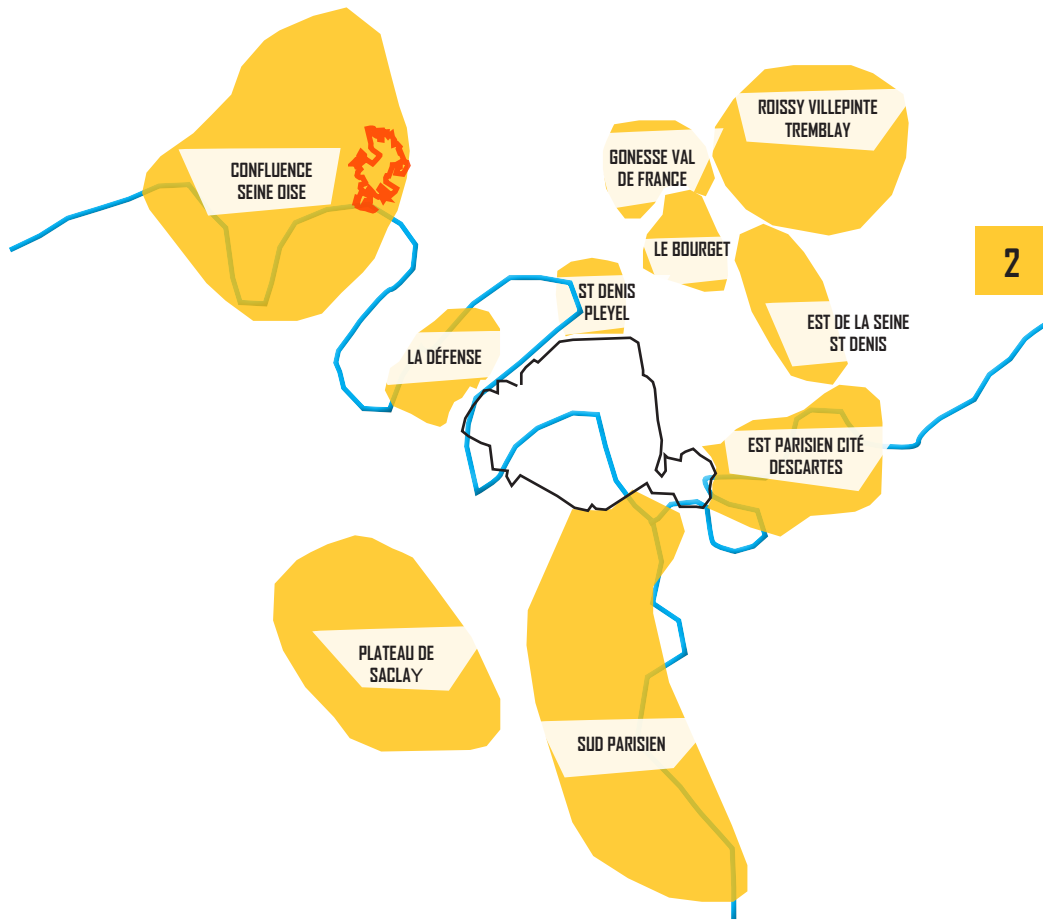 ROISSY VILLEPINTE
TREMBLAY
GONESSE VAL
DE FRANCE
CONFLUENCE
SEINE OISE
LE BOURGET
2
ST DENIS
PLEYEL
EST DE LA SEINE
ST DENIS
LA DÉFENSE
EST PARISIEN CITÉ
DESCARTES
PLATEAU DE
SACLAY
SUD PARISIEN